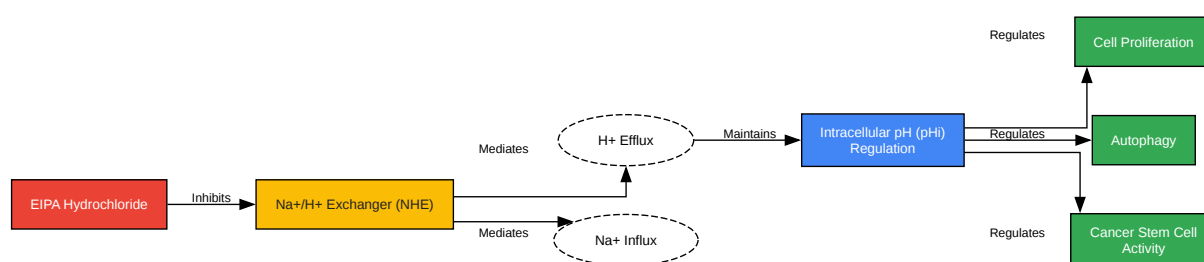 EIPA Hydrochloride
Inhibits
Na+/H+ Exchanger (NHE)
Mediates
H+ Efflux
Mediates
Na+ Influx
Maintains
Intracellular pH (pHi)
Regulation
Regulates
Cell Proliferation
Regulates
Autophagy
Regulates
Cancer Stem Cell
Activity